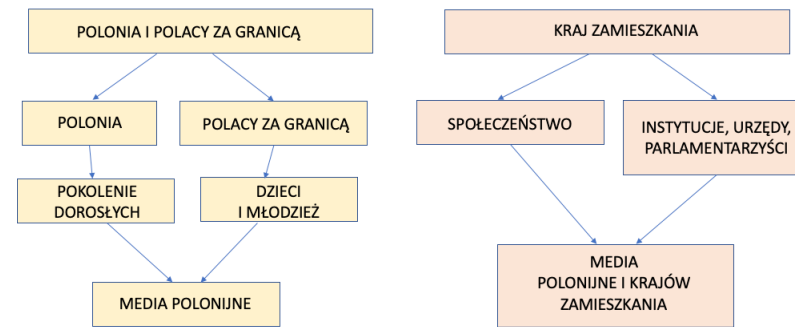 POLONIA I POLACY ZA GRANICĄ
POLONIA
POLACY ZA GRANICĄ
POKOLENIE
DOROSŁYCH
DZIECI
I MŁODZIEŻ
MEDIA POLONIJNE
KRAJ ZAMIESZKANIA
SPOŁECZEŃSTWO
INSTYTUCJE, URZĘDY,
PARLAMENTARZYŚCI
MEDIA
POLONIJNE I KRAJÓW
ZAMIESZKANIA